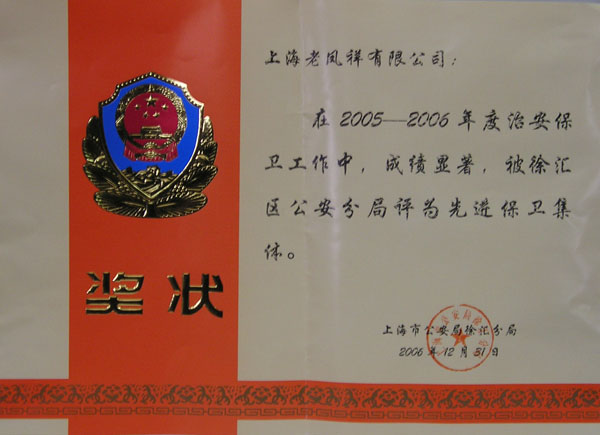 上海老凤祥有限公司：
在2005—2006年度治安保
卫工作中，成绩显著，被徐汇
区公安分局评为先进保卫集
体。
奖状
上海市公安局徐汇分局
2006年12月31日